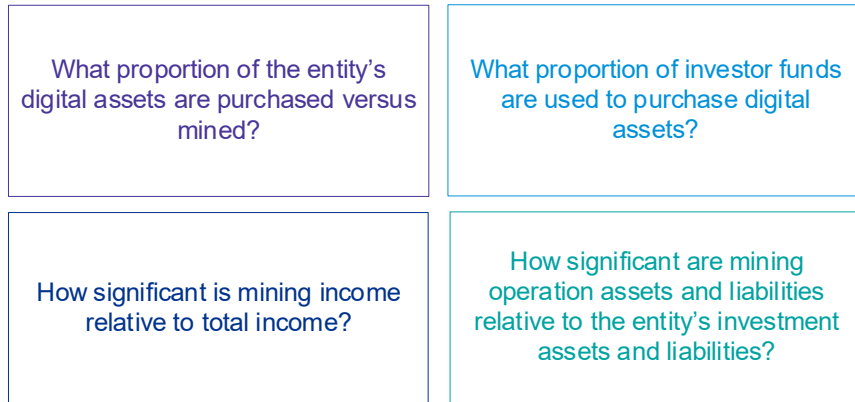 What proportion of the entity's
digital assets are purchased versus
mined?
What proportion of investor funds
are used to purchase digital
assets?
How significant is mining income
relative to total income?
How significant are mining
operation assets and liabilities
relative to the entity's investment
assets and liabilities?